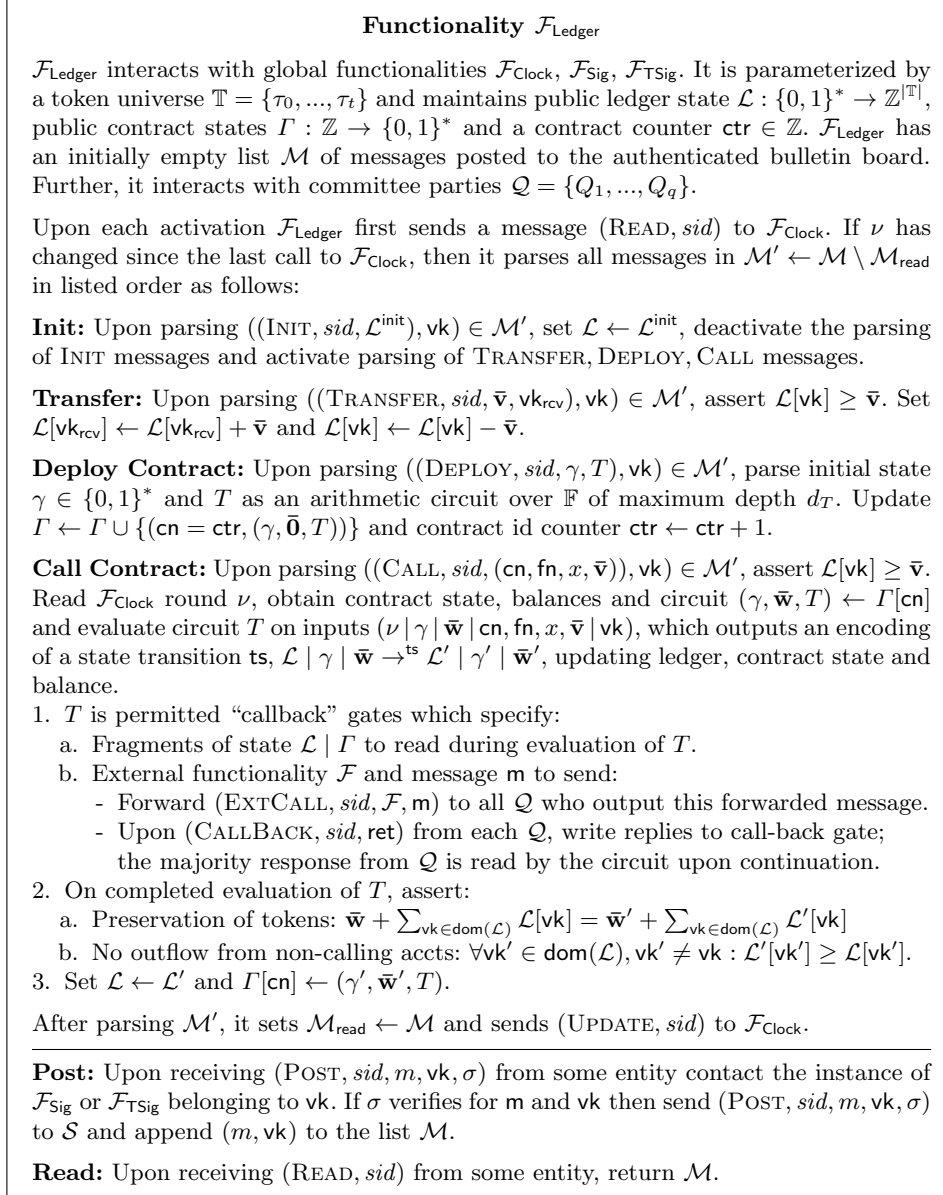 Functionality 𝓕_Ledger
𝓕_Ledger interacts with global functionalities 𝓕_Clock, 𝓕_Sig, 𝓕_TSig. It is parameterized by
a token universe 𝕋 = {τ₀, ..., τₜ} and maintains public ledger state 𝓛 : {0, 1}* → ℤ^|𝕋|,
public contract states Γ : ℤ → {0, 1}* and a contract counter ctr ∈ ℤ. 𝓕_Ledger has
an initially empty list 𝓜 of messages posted to the authenticated bulletin board.
Further, it interacts with committee parties 𝓠 = {Q₁, ..., Q_q}.
Upon each activation 𝓕_Ledger first sends a message (READ, sid) to 𝓕_Clock. If ν has
changed since the last call to 𝓕_Clock, then it parses all messages in 𝓜′ ← 𝓜 \ 𝓜_read
in listed order as follows:
Init: Upon parsing ((INIT, sid, 𝓛^init), vk) ∈ 𝓜′, set 𝓛 ← 𝓛^init, deactivate the parsing
of INIT messages and activate parsing of TRANSFER, DEPLOY, CALL messages.
Transfer: Upon parsing ((TRANSFER, sid, v̄, vk_rcv), vk) ∈ 𝓜′, assert 𝓛[vk] ≥ v̄. Set
𝓛[vk_rcv] ← 𝓛[vk_rcv] + v̄ and 𝓛[vk] ← 𝓛[vk] − v̄.
Deploy Contract: Upon parsing ((DEPLOY, sid, γ, T), vk) ∈ 𝓜′, parse initial state
γ ∈ {0, 1}* and T as an arithmetic circuit over 𝔽 of maximum depth d_T. Update
Γ ← Γ ∪ {(cn = ctr, (γ, 0̄, T))} and contract id counter ctr ← ctr + 1.
Call Contract: Upon parsing ((CALL, sid, (cn, fn, x, v̄)), vk) ∈ 𝓜′, assert 𝓛[vk] ≥ v̄.
Read 𝓕_Clock round ν, obtain contract state, balances and circuit (γ, w̄, T) ← Γ[cn]
and evaluate circuit T on inputs (ν | γ | w̄ | cn, fn, x, v̄ | vk), which outputs an encoding
of a state transition ts, 𝓛 | γ | w̄ →^ts 𝓛′ | γ′ | w̄′, updating ledger, contract state and
balance.
1. T is permitted “callback” gates which specify:
a. Fragments of state 𝓛 | Γ to read during evaluation of T.
b. External functionality 𝓕 and message m to send:
- Forward (EXTCALL, sid, 𝓕, m) to all 𝓠 who output this forwarded message.
- Upon (CALLBACK, sid, ret) from each 𝓠, write replies to call-back gate;
the majority response from 𝓠 is read by the circuit upon continuation.
2. On completed evaluation of T, assert:
a. Preservation of tokens: w̄ + ∑_{vk∈dom(𝓛)} 𝓛[vk] = w̄′ + ∑_{vk∈dom(𝓛)} 𝓛′[vk]
b. No outflow from non-calling accts: ∀vk′ ∈ dom(𝓛), vk′ ≠ vk : 𝓛′[vk′] ≥ 𝓛[vk′].
3. Set 𝓛 ← 𝓛′ and Γ[cn] ← (γ′, w̄′, T).
After parsing 𝓜′, it sets 𝓜_read ← 𝓜 and sends (UPDATE, sid) to 𝓕_Clock.
Post: Upon receiving (POST, sid, m, vk, σ) from some entity contact the instance of
𝓕_Sig or 𝓕_TSig belonging to vk. If σ verifies for m and vk then send (POST, sid, m, vk, σ)
to 𝓢 and append (m, vk) to the list 𝓜.
Read: Upon receiving (READ, sid) from some entity, return 𝓜.